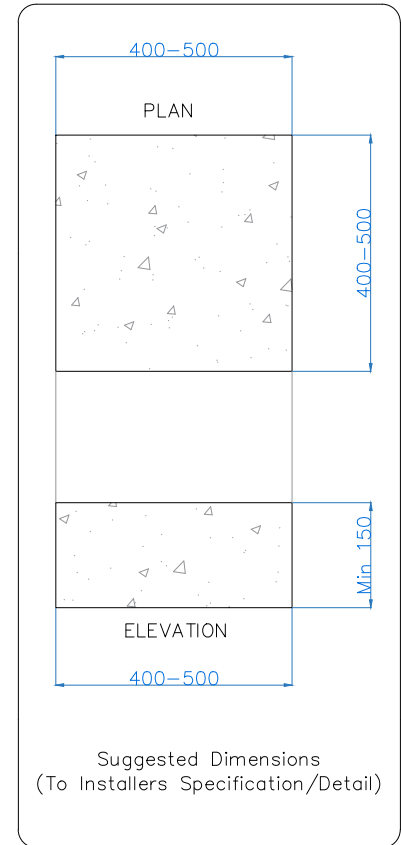 400-500
PLAN
400-500
Min 150
ELEVATION
400-500
Suggested Dimensions
(To Installers Specification/Detail)